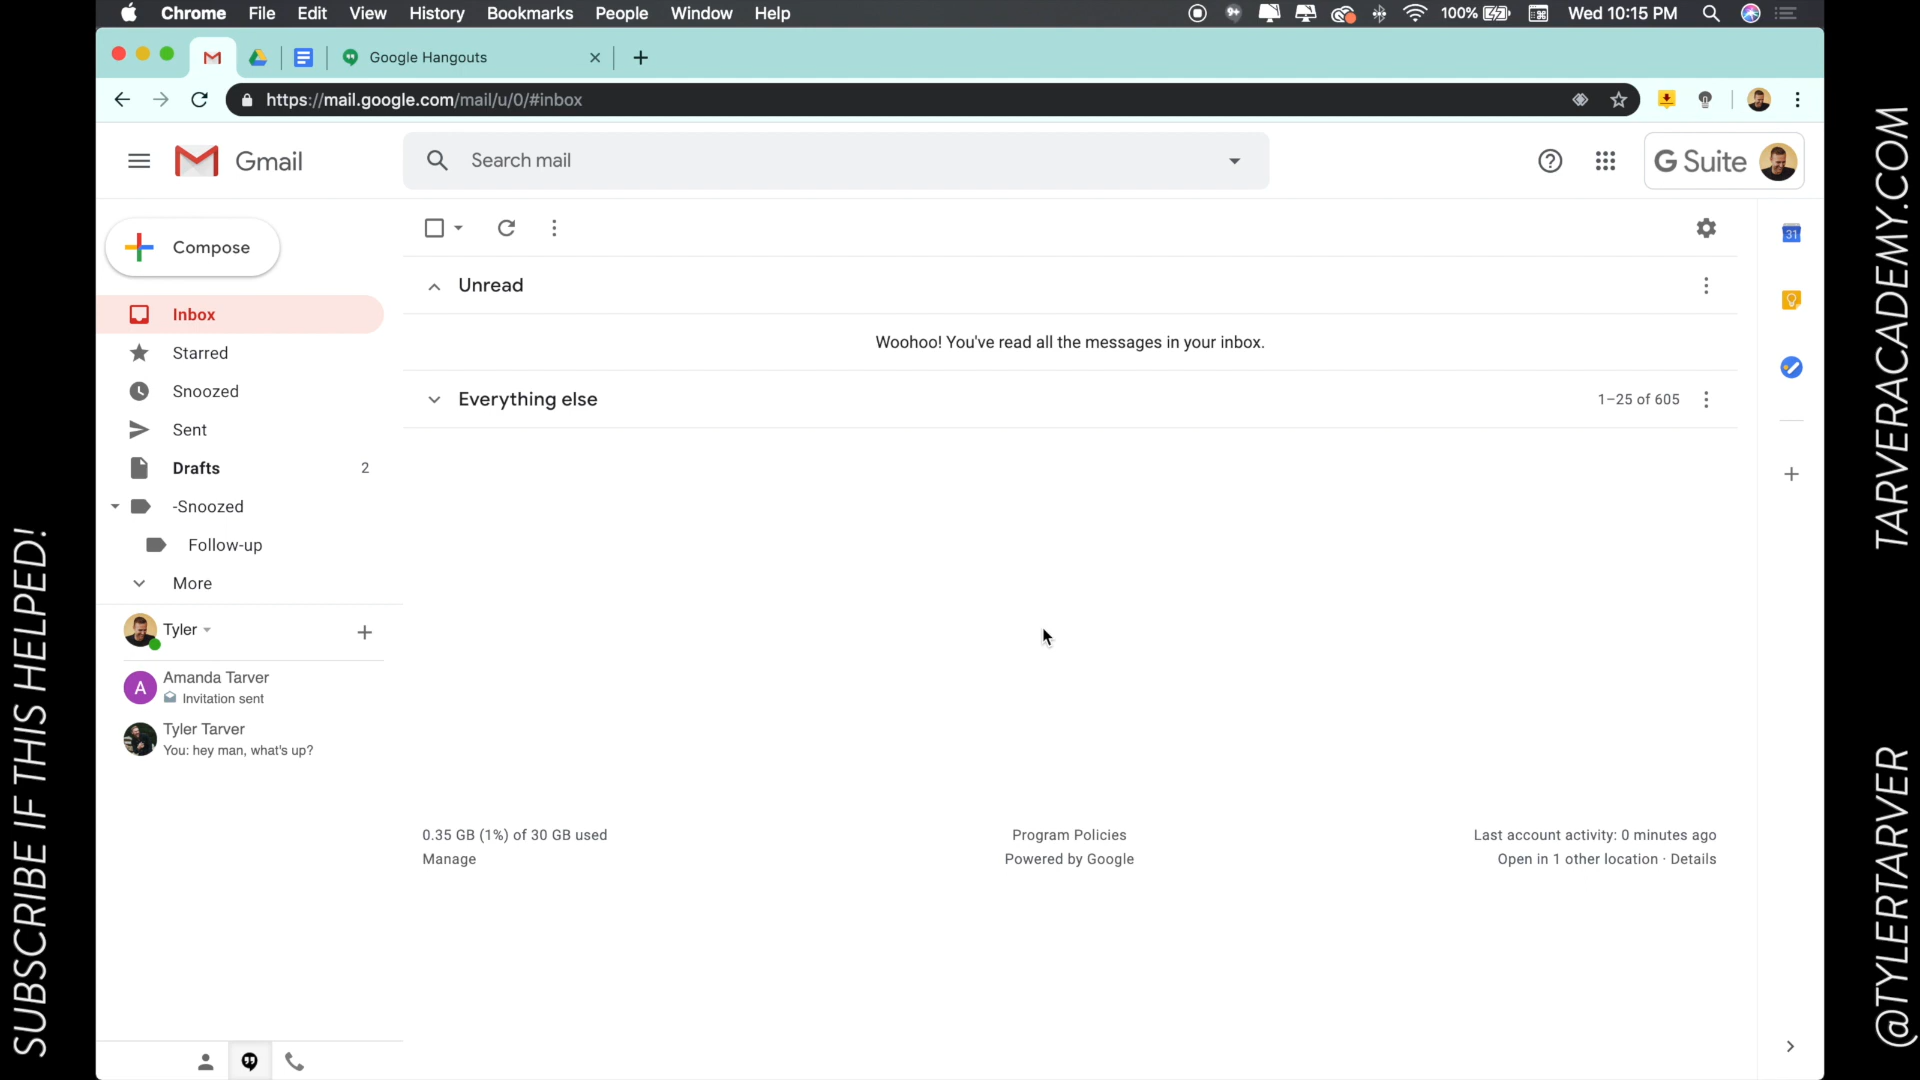 Chrome File Edit View History Bookmarks People Window Help
9+ 100% Wed 10:15 PM
Google Hangouts
https://mail.google.com/mail/u/0/#inbox
Gmail
Search mail
G Suite
Compose
31
Unread
Inbox
Woohoo! You've read all the messages in your inbox.
Starred
Snoozed
Everything else 1–25 of 605
Sent
Drafts 2
-Snoozed
Follow-up
More
Tyler
A
Amanda Tarver
Invitation sent
Tyler Tarver
You: hey man, what's up?
0.35 GB (1%) of 30 GB used
Manage
Program Policies
Powered by Google
Last account activity: 0 minutes ago
Open in 1 other location · Details
SUBSCRIBE IF THIS HELPED!
TARVERACADEMY.COM
@TYLERTARVER